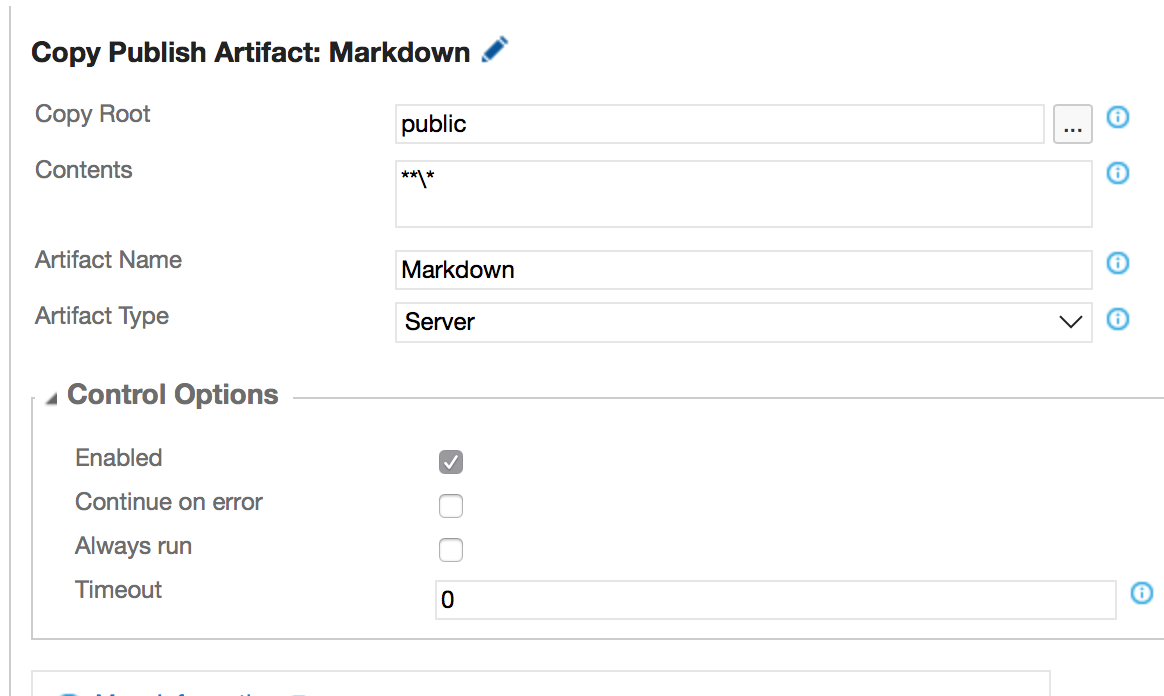 Copy Publish Artifact: Markdown
Copy Root
public
...
Contents
**\*
Artifact Name
Markdown
Artifact Type
Server
Control Options
Enabled
Continue on error
Always run
Timeout
0